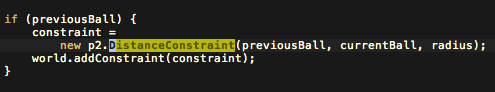 if (previousBall) {
    constraint =
        new p2.DistanceConstraint(previousBall, currentBall, radius);
    world.addConstraint(constraint);
}